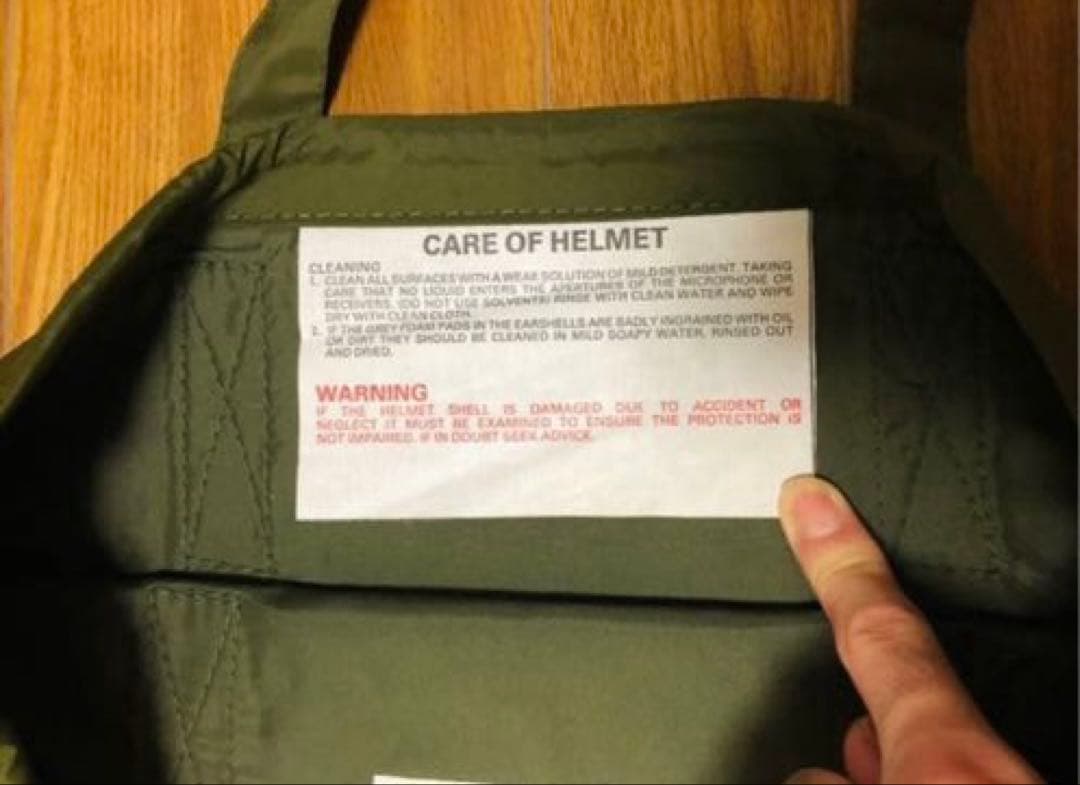 CARE OF HELMET
CLEANING
1. CLEAN ALL SURFACES WITH A WEAK SOLUTION OF MILD DETERGENT. TAKING
CARE THAT NO LIQUID ENTERS THE APERTURES OF THE MICROPHONE OR
RECEIVERS. (DO NOT USE SOLVENTS) RINSE WITH CLEAN WATER AND WIPE
DRY WITH CLEAN CLOTH.
2. IF THE GREY FOAM PADS IN THE EARSHELLS ARE BADLY INGRAINED WITH OIL
OR DIRT THEY SHOULD BE CLEANED IN MILD SOAPY WATER, RINSED OUT
AND DRIED.
WARNING
IF THE HELMET SHELL IS DAMAGED DUE TO ACCIDENT OR
NEGLECT IT MUST BE EXAMINED TO ENSURE THE PROTECTION IS
NOT IMPAIRED. IF IN DOUBT SEEK ADVICE.